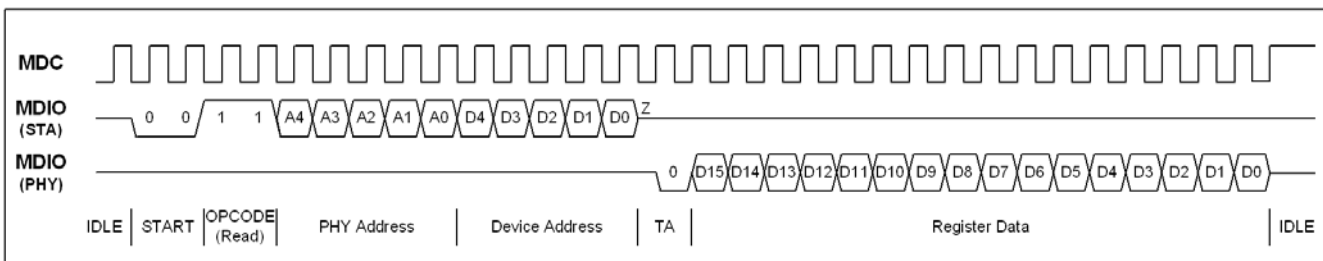 MDC
MDIO
(STA)
0 0 1 1 A4 A3 A2 A1 A0 D4 D3 D2 D1 D0 Z
MDIO
(PHY)
0 D15 D14 D13 D12 D11 D10 D9 D8 D7 D6 D5 D4 D3 D2 D1 D0
IDLE START OPCODE (Read) PHY Address Device Address TA Register Data IDLE